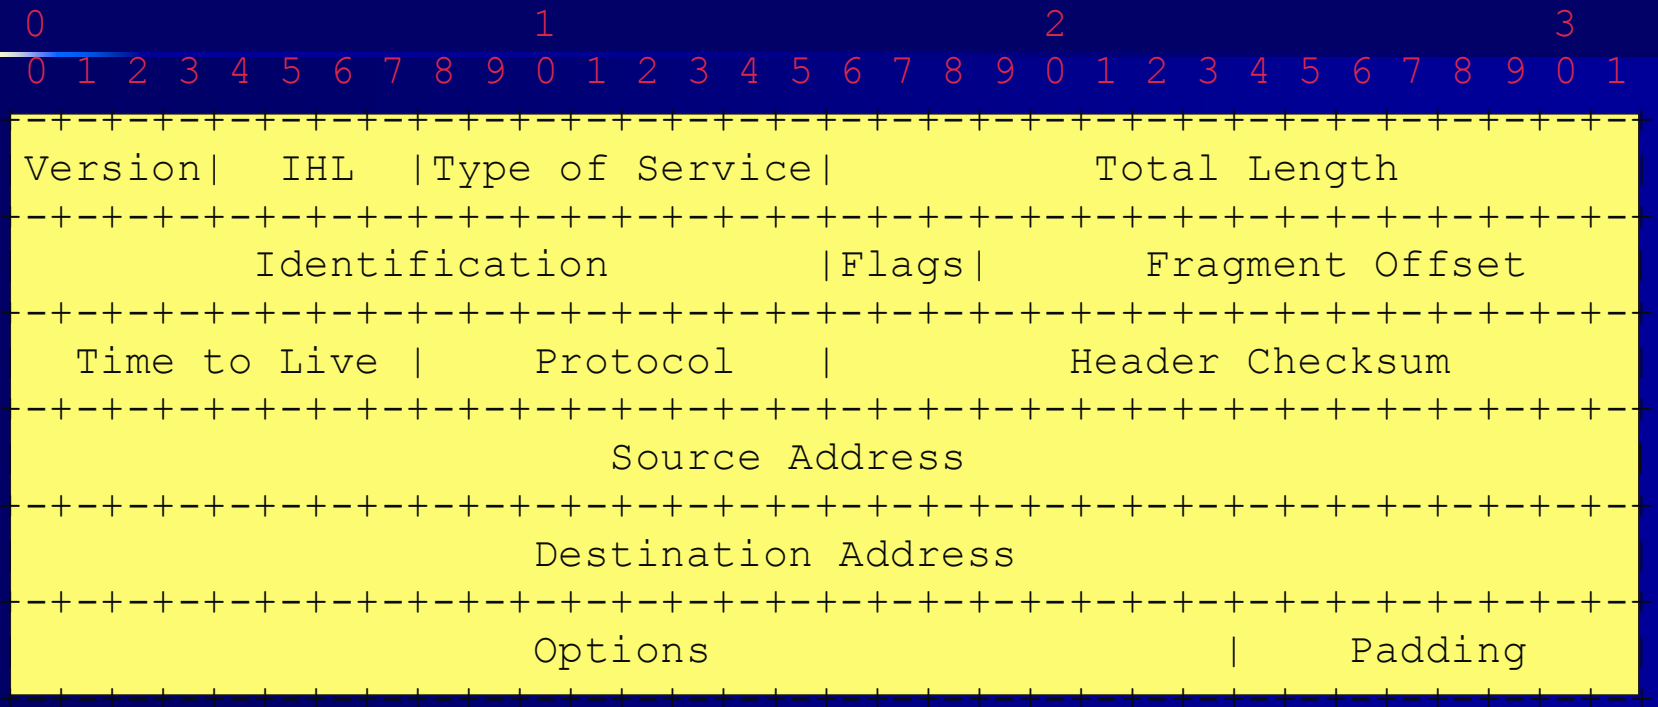 0 1 2 3
0 1 2 3 4 5 6 7 8 9 0 1 2 3 4 5 6 7 8 9 0 1 2 3 4 5 6 7 8 9 0 1
+-+-+-+-+-+-+-+-+-+-+-+-+-+-+-+-+-+-+-+-+-+-+-+-+-+-+-+-+-+-+-+-+
Version| IHL |Type of Service| Total Length |
+-+-+-+-+-+-+-+-+-+-+-+-+-+-+-+-+-+-+-+-+-+-+-+-+-+-+-+-+-+-+-+-+
Identification |Flags| Fragment Offset |
+-+-+-+-+-+-+-+-+-+-+-+-+-+-+-+-+-+-+-+-+-+-+-+-+-+-+-+-+-+-+-+-+
Time to Live | Protocol | Header Checksum |
+-+-+-+-+-+-+-+-+-+-+-+-+-+-+-+-+-+-+-+-+-+-+-+-+-+-+-+-+-+-+-+-+
Source Address |
+-+-+-+-+-+-+-+-+-+-+-+-+-+-+-+-+-+-+-+-+-+-+-+-+-+-+-+-+-+-+-+-+
Destination Address |
+-+-+-+-+-+-+-+-+-+-+-+-+-+-+-+-+-+-+-+-+-+-+-+-+-+-+-+-+-+-+-+-+
Options | Padding |
+-+-+-+-+-+-+-+-+-+-+-+-+-+-+-+-+-+-+-+-+-+-+-+-+-+-+-+-+-+-+-+-+